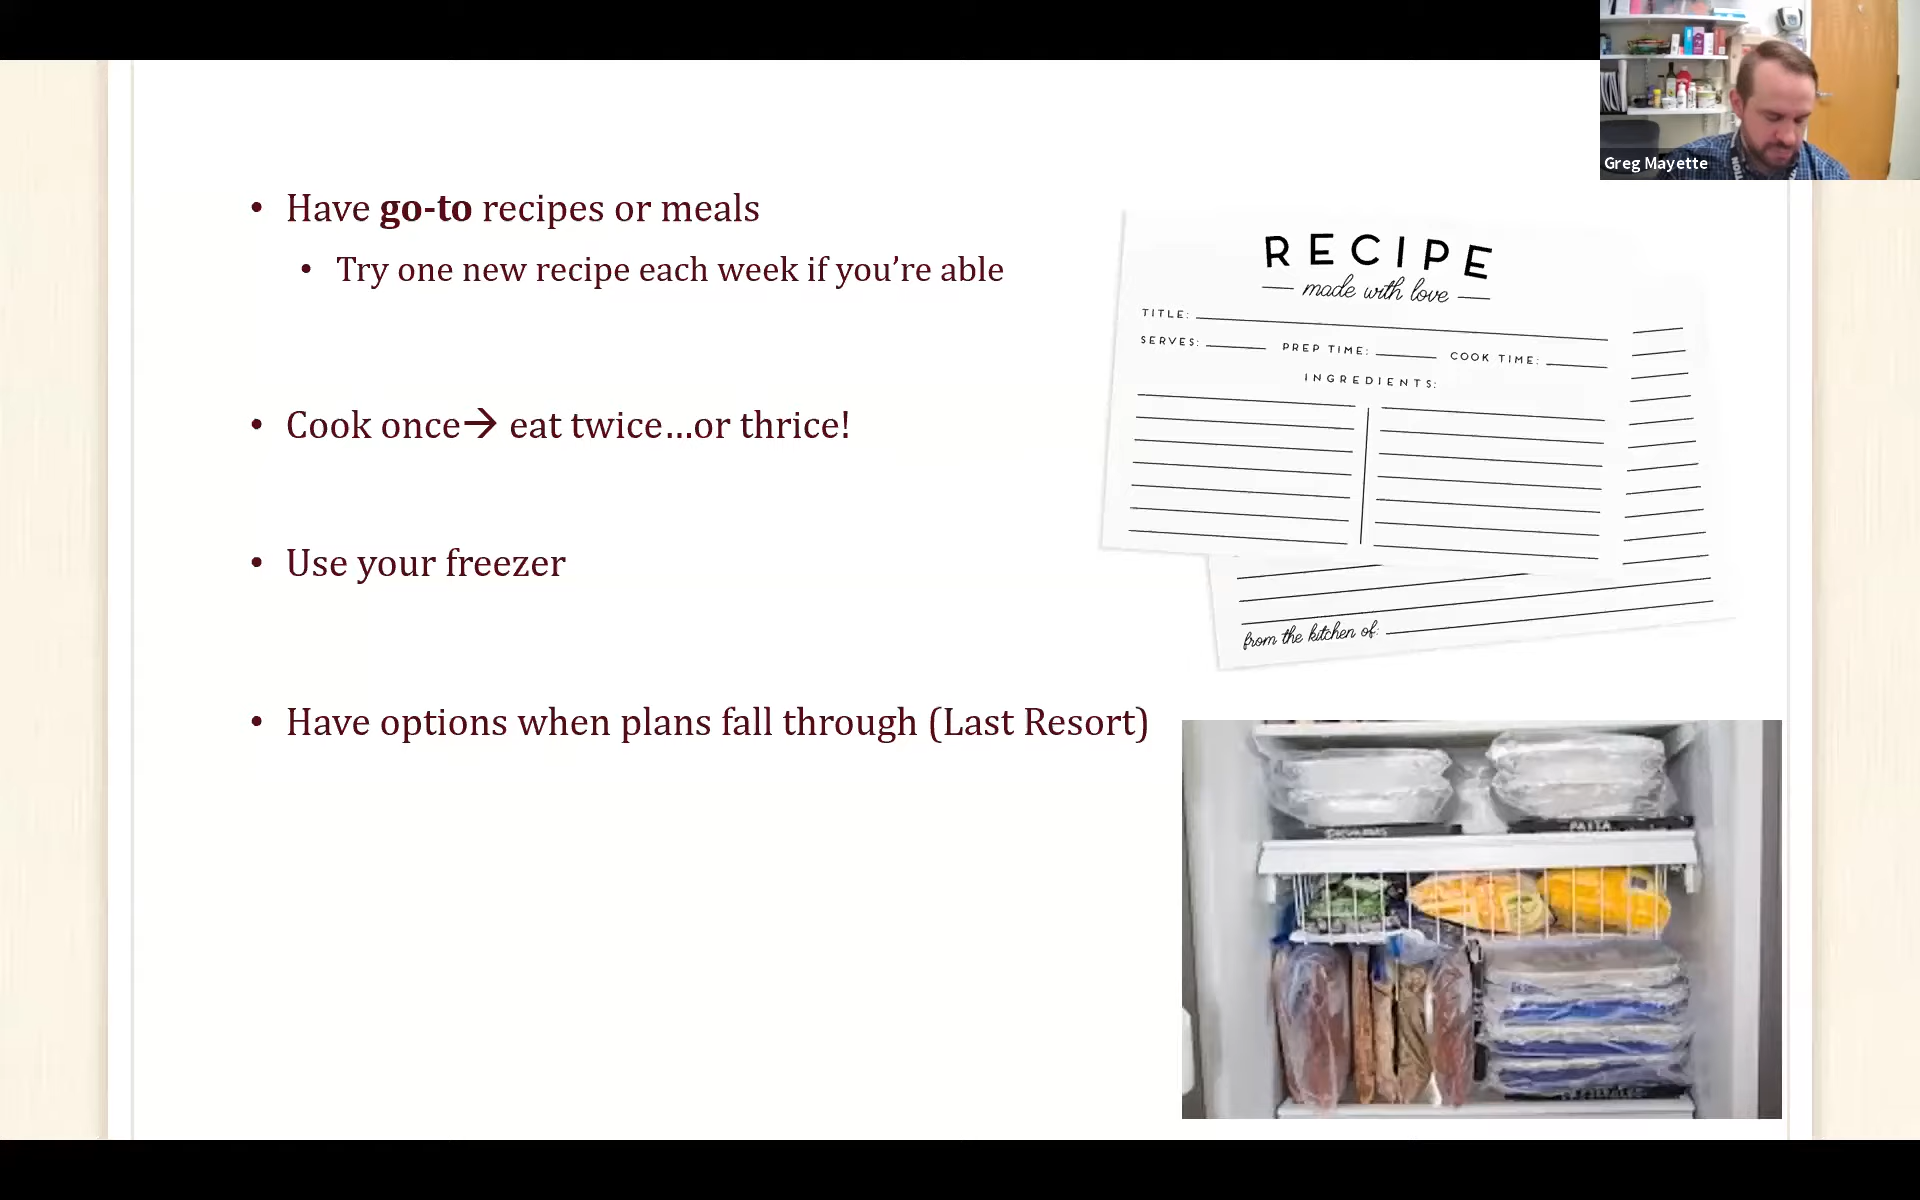 Greg Mayette
• Have go-to recipes or meals
• Try one new recipe each week if you’re able
• Cook once→ eat twice...or thrice!
• Use your freezer
• Have options when plans fall through (Last Resort)
RECIPE
made with love
TITLE:
SERVES: PREP TIME: COOK TIME:
INGREDIENTS:
from the kitchen of:
PASTA